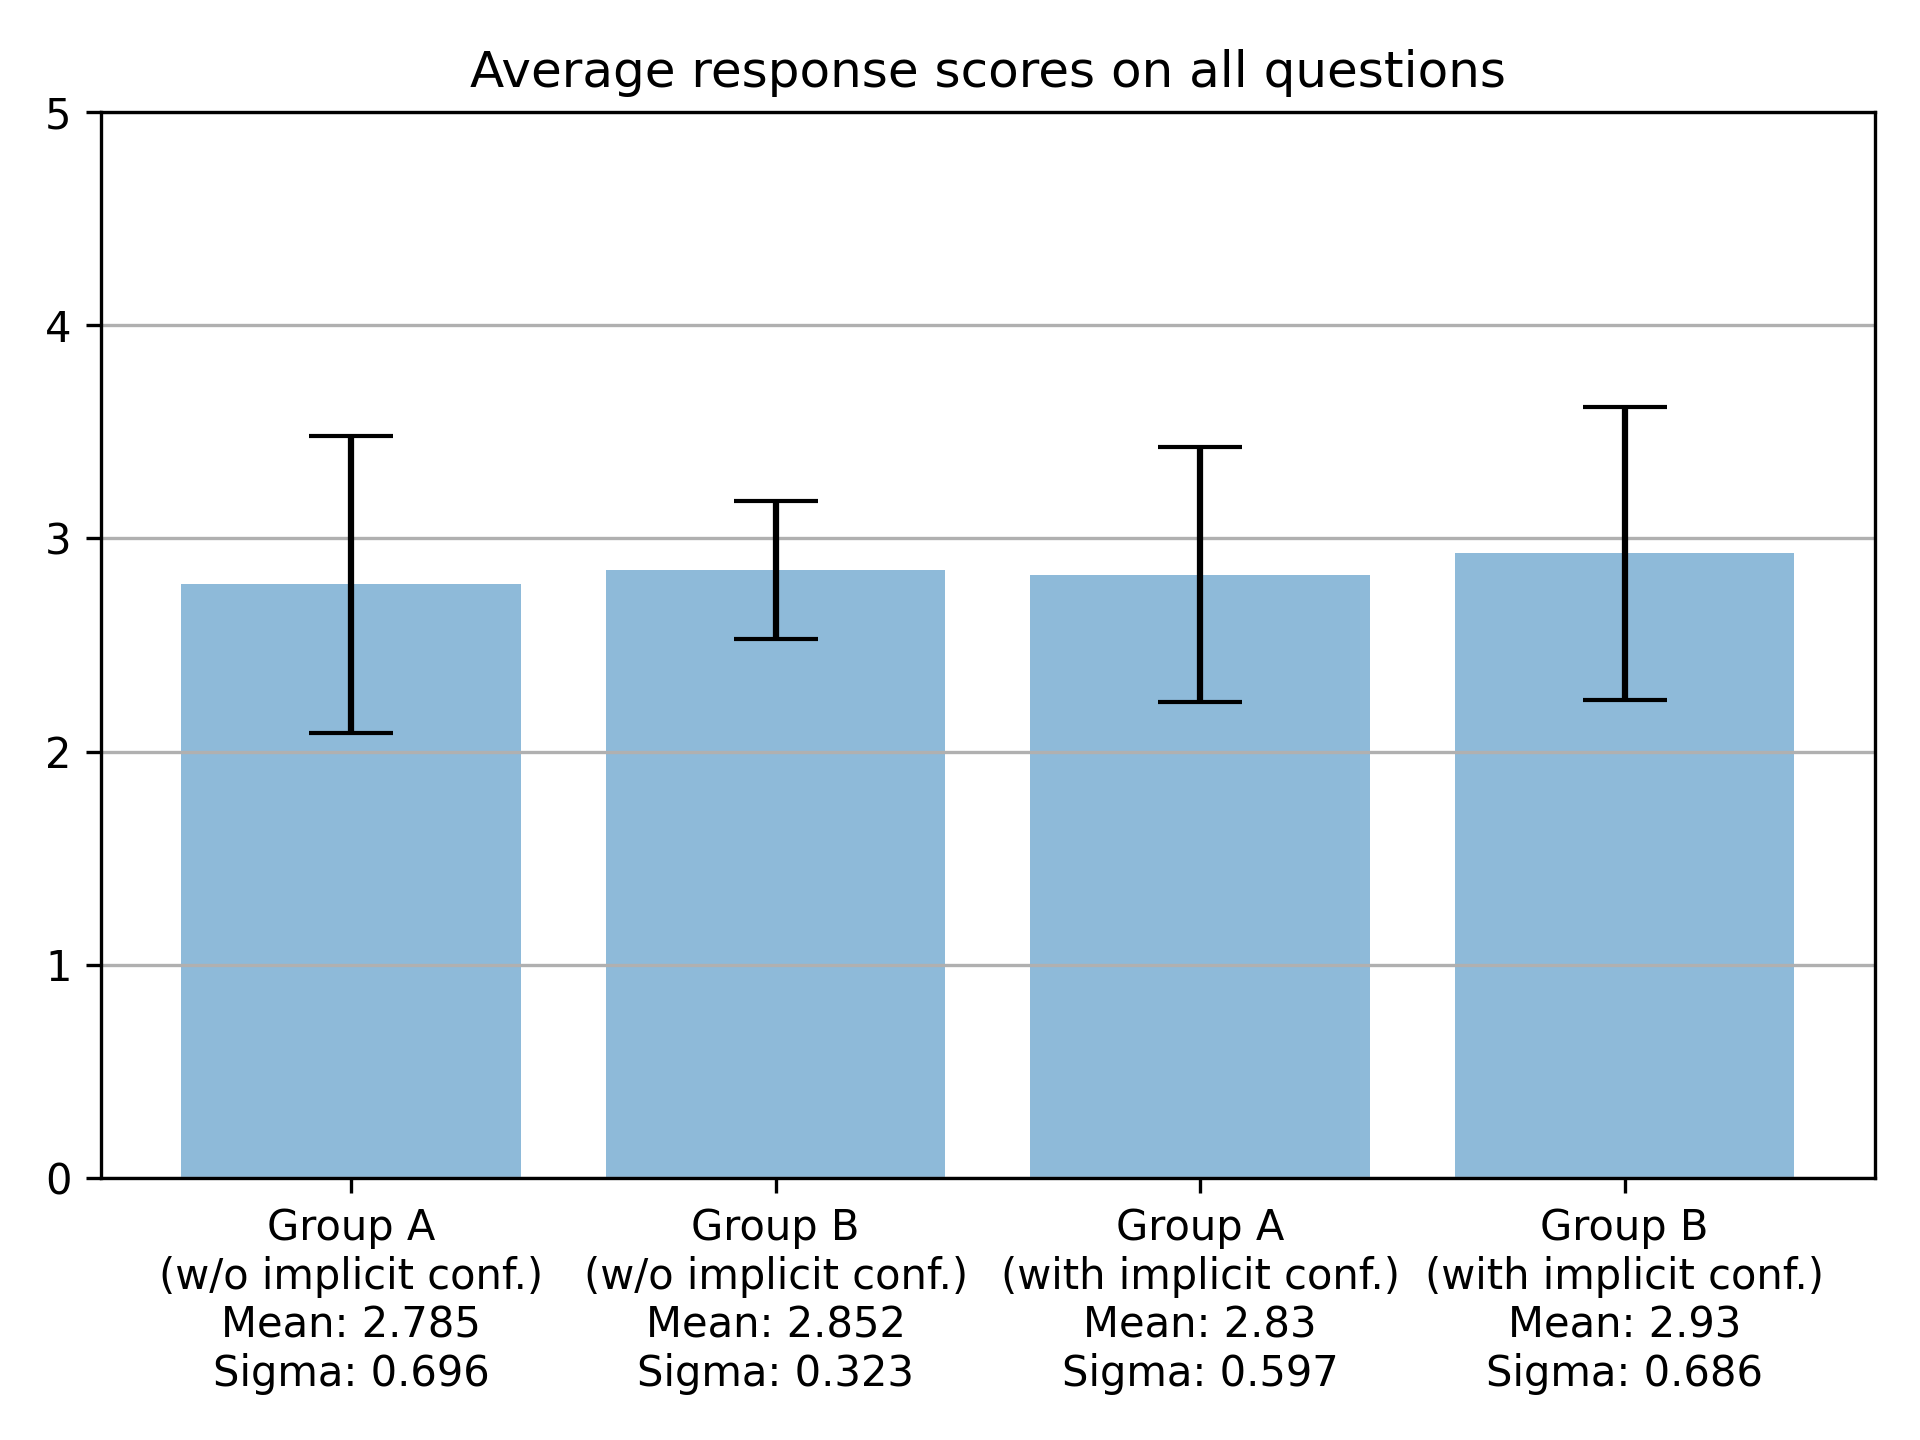 Average response scores on all questions
5
4
3
2
1
0
Group A
(w/o implicit conf.)
Mean: 2.785
Sigma: 0.696
Group B
(w/o implicit conf.)
Mean: 2.852
Sigma: 0.323
Group A
(with implicit conf.)
Mean: 2.83
Sigma: 0.597
Group B
(with implicit conf.)
Mean: 2.93
Sigma: 0.686